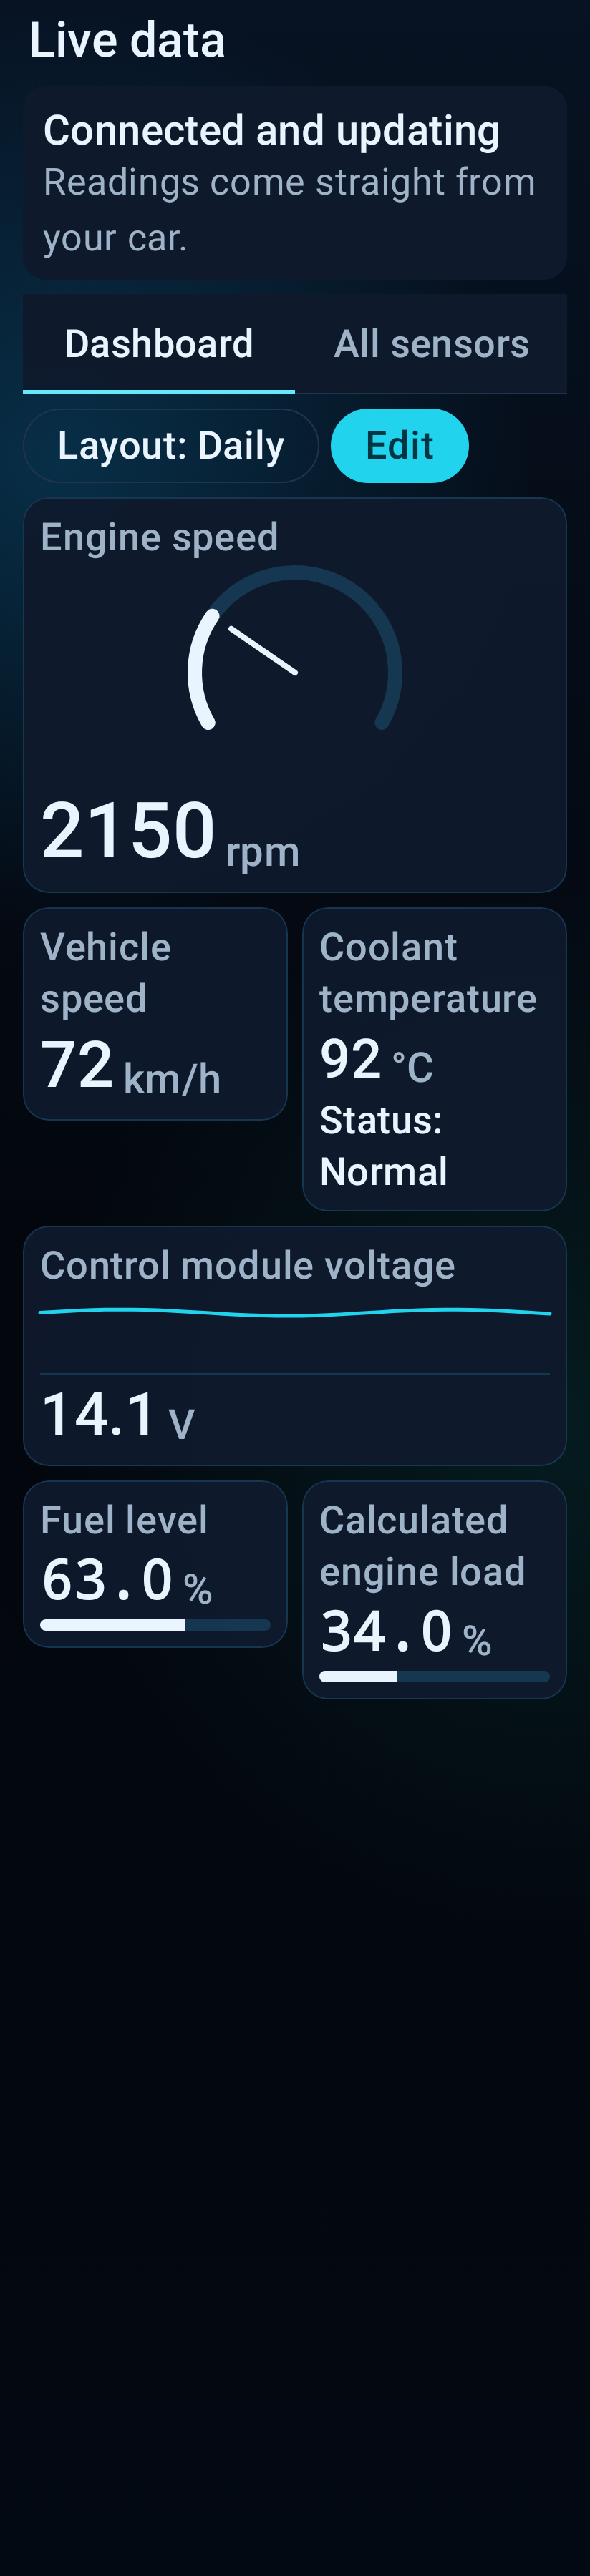 Live data
Connected and updating
Readings come straight from
your car.
Dashboard
All sensors
Layout: Daily
Edit
Engine speed
2150 rpm
Vehicle
speed
72 km/h
Coolant
temperature
92 °C
Status:
Normal
Control module voltage
14.1 V
Fuel level
63.0 %
Calculated
engine load
34.0 %